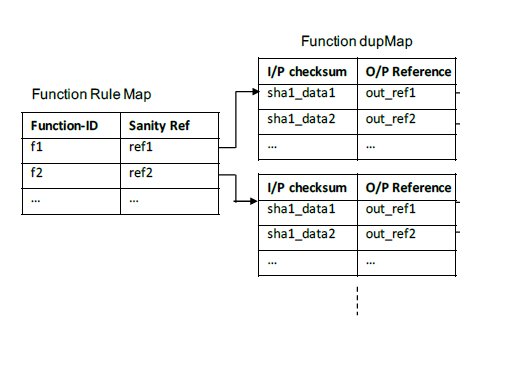 Function dupMap
I/P checksum O/P Reference
sha1_data1 out_ref1
sha1_data2 out_ref2
... ...
Function Rule Map
Function-ID Sanity Ref
f1 ref1
f2 ref2
... ...
I/P checksum O/P Reference
sha1_data1 out_ref1
sha1_data2 out_ref2
... ...